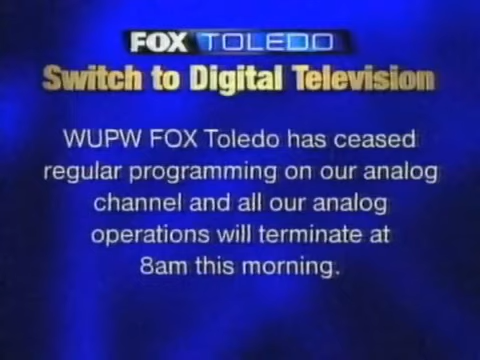 FOX TOLEDO
Switch to Digital Television
WUPW FOX Toledo has ceased
regular programming on our analog
channel and all our analog
operations will terminate at
8am this morning.